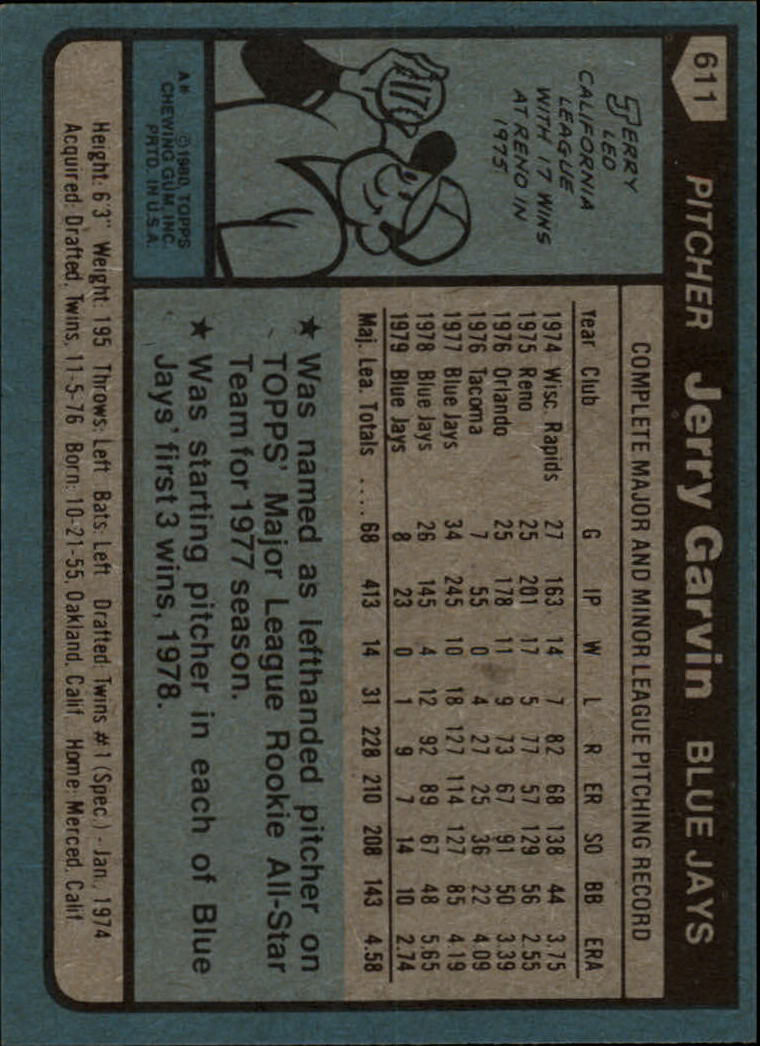 611 PITCHER Jerry Garvin BLUE JAYS
JERRY
LED
CALIFORNIA
LEAGUE
WITH 17 WINS
AT RENO IN
1975.
17
A* © 1980, TOPPS
CHEWING GUM, INC.
PRTD. IN U.S.A.
COMPLETE MAJOR AND MINOR LEAGUE PITCHING RECORD
Year Club G IP W L R ER SO BB ERA
1974 Wisc. Rapids 27 163 14 7 82 68 138 44 3.75
1975 Reno 25 201 17 5 77 57 129 56 2.55
1976 Orlando 25 178 11 9 73 67 91 50 3.39
1976 Tacoma 7 55 0 4 27 25 36 22 4.09
1977 Blue Jays 34 245 10 18 127 114 127 85 4.19
1978 Blue Jays 26 145 4 12 92 89 67 48 5.65
1979 Blue Jays 8 23 0 1 9 7 14 10 2.74
Maj. Lea. Totals .... 68 413 14 31 228 210 208 143 4.58
★ Was named as lefthanded pitcher on
TOPPS' Major League Rookie All-Star
Team for 1977 season.
★ Was starting pitcher in each of Blue
Jays' first 3 wins, 1978.
Height: 6'3" Weight: 195 Throws: Left Bats: Left Drafted: Twins #1 (Spec.) - Jan., 1974
Acquired: Drafted, Twins, 11-5-76 Born: 10-21-55, Oakland, Calif. Home: Merced, Calif.